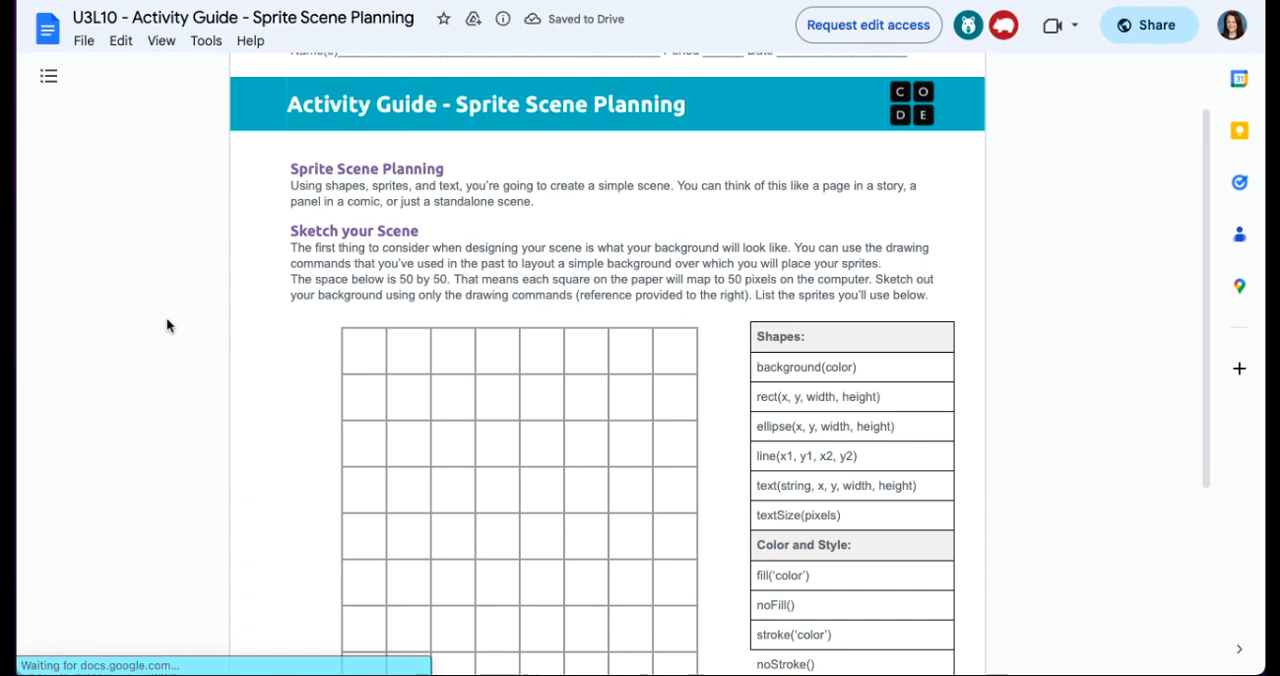 U3L10 - Activity Guide - Sprite Scene Planning
Saved to Drive
Request edit access
Share
File Edit View Tools Help
Name(s) Period Date
Activity Guide - Sprite Scene Planning
C O
D E
31
Sprite Scene Planning
Using shapes, sprites, and text, you're going to create a simple scene. You can think of this like a page in a story, a
panel in a comic, or just a standalone scene.
Sketch your Scene
The first thing to consider when designing your scene is what your background will look like. You can use the drawing
commands that you've used in the past to layout a simple background over which you will place your sprites.
The space below is 50 by 50. That means each square on the paper will map to 50 pixels on the computer. Sketch out
your background using only the drawing commands (reference provided to the right). List the sprites you'll use below.
Shapes:
background(color)
rect(x, y, width, height)
ellipse(x, y, width, height)
line(x1, y1, x2, y2)
text(string, x, y, width, height)
textSize(pixels)
Color and Style:
fill('color')
noFill()
stroke('color')
noStroke()
Waiting for docs.google.com...